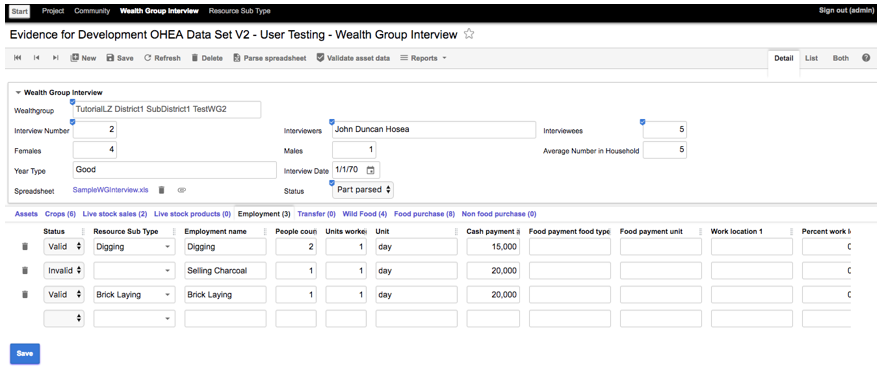 Start Project Community Wealth Group Interview Resource Sub Type Sign out (admin)
Evidence for Development OHEA Data Set V2 - User Testing - Wealth Group Interview
New Save Refresh Delete Parse spreadsheet Validate asset data Reports Detail List Both
Wealth Group Interview
Wealthgroup TutorialLZ District1 SubDistrict1 TestWG2
Interview Number 2 Interviewers John Duncan Hosea Interviewees 5
Females 4 Males 1 Average Number in Household 5
Year Type Good Interview Date 1/1/70
Spreadsheet SampleWGInterview.xls Status Part parsed
Assets Crops (6) Live stock sales (2) Live stock products (0) Employment (3) Transfer (0) Wild Food (4) Food purchase (8) Non food purchase (0)
Status Resource Sub Type Employment name People coun Units worke Unit Cash payment a Food payment food type Food payment unit Work location 1 Percent work l
Valid Digging Digging 2 1 day 15,000 0
Invalid Selling Charcoal 1 1 day 20,000 0
Valid Brick Laying Brick Laying 1 1 day 20,000 0
Save